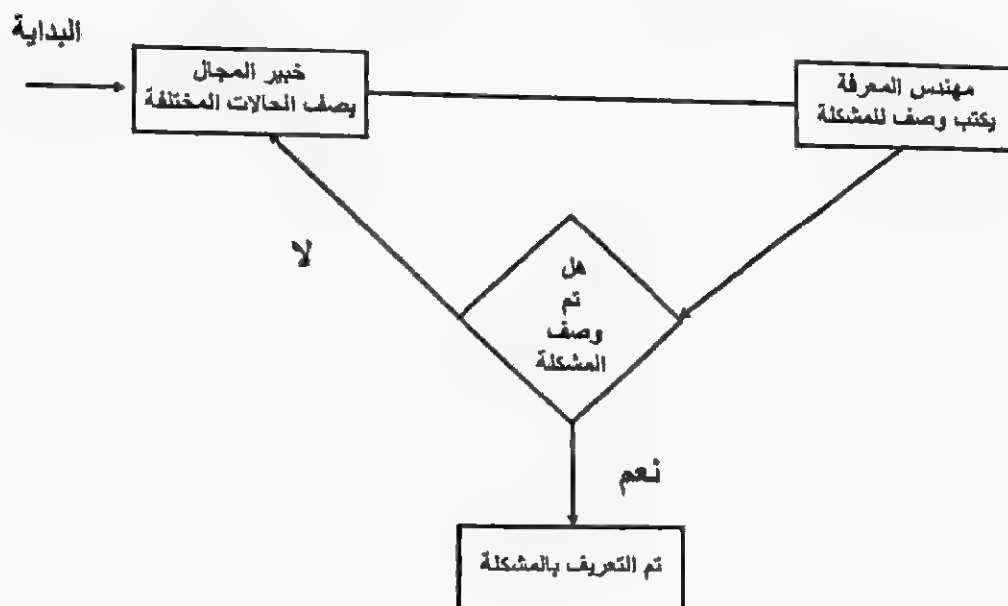 البداية
خبير المجال
يصف الحالات المختلفة
مهندس المعرفة
يكتب وصف للمشكلة
هل
تم
وصف
المشكلة
لا
نعم
تم التعريف بالمشكلة